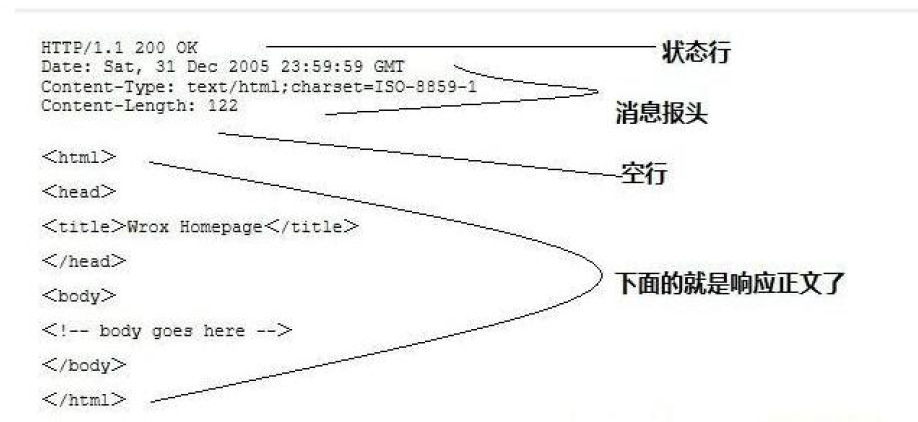 HTTP/1.1 200 OK
状态行
Date: Sat, 31 Dec 2005 23:59:59 GMT
Content-Type: text/html;charset=ISO-8859-1
Content-Length: 122
消息报头
空行
<html>
<head>
<title>Wrox Homepage</title>
</head>
<body>
下面的就是响应正文了
<!-- body goes here -->
</body>
</html>